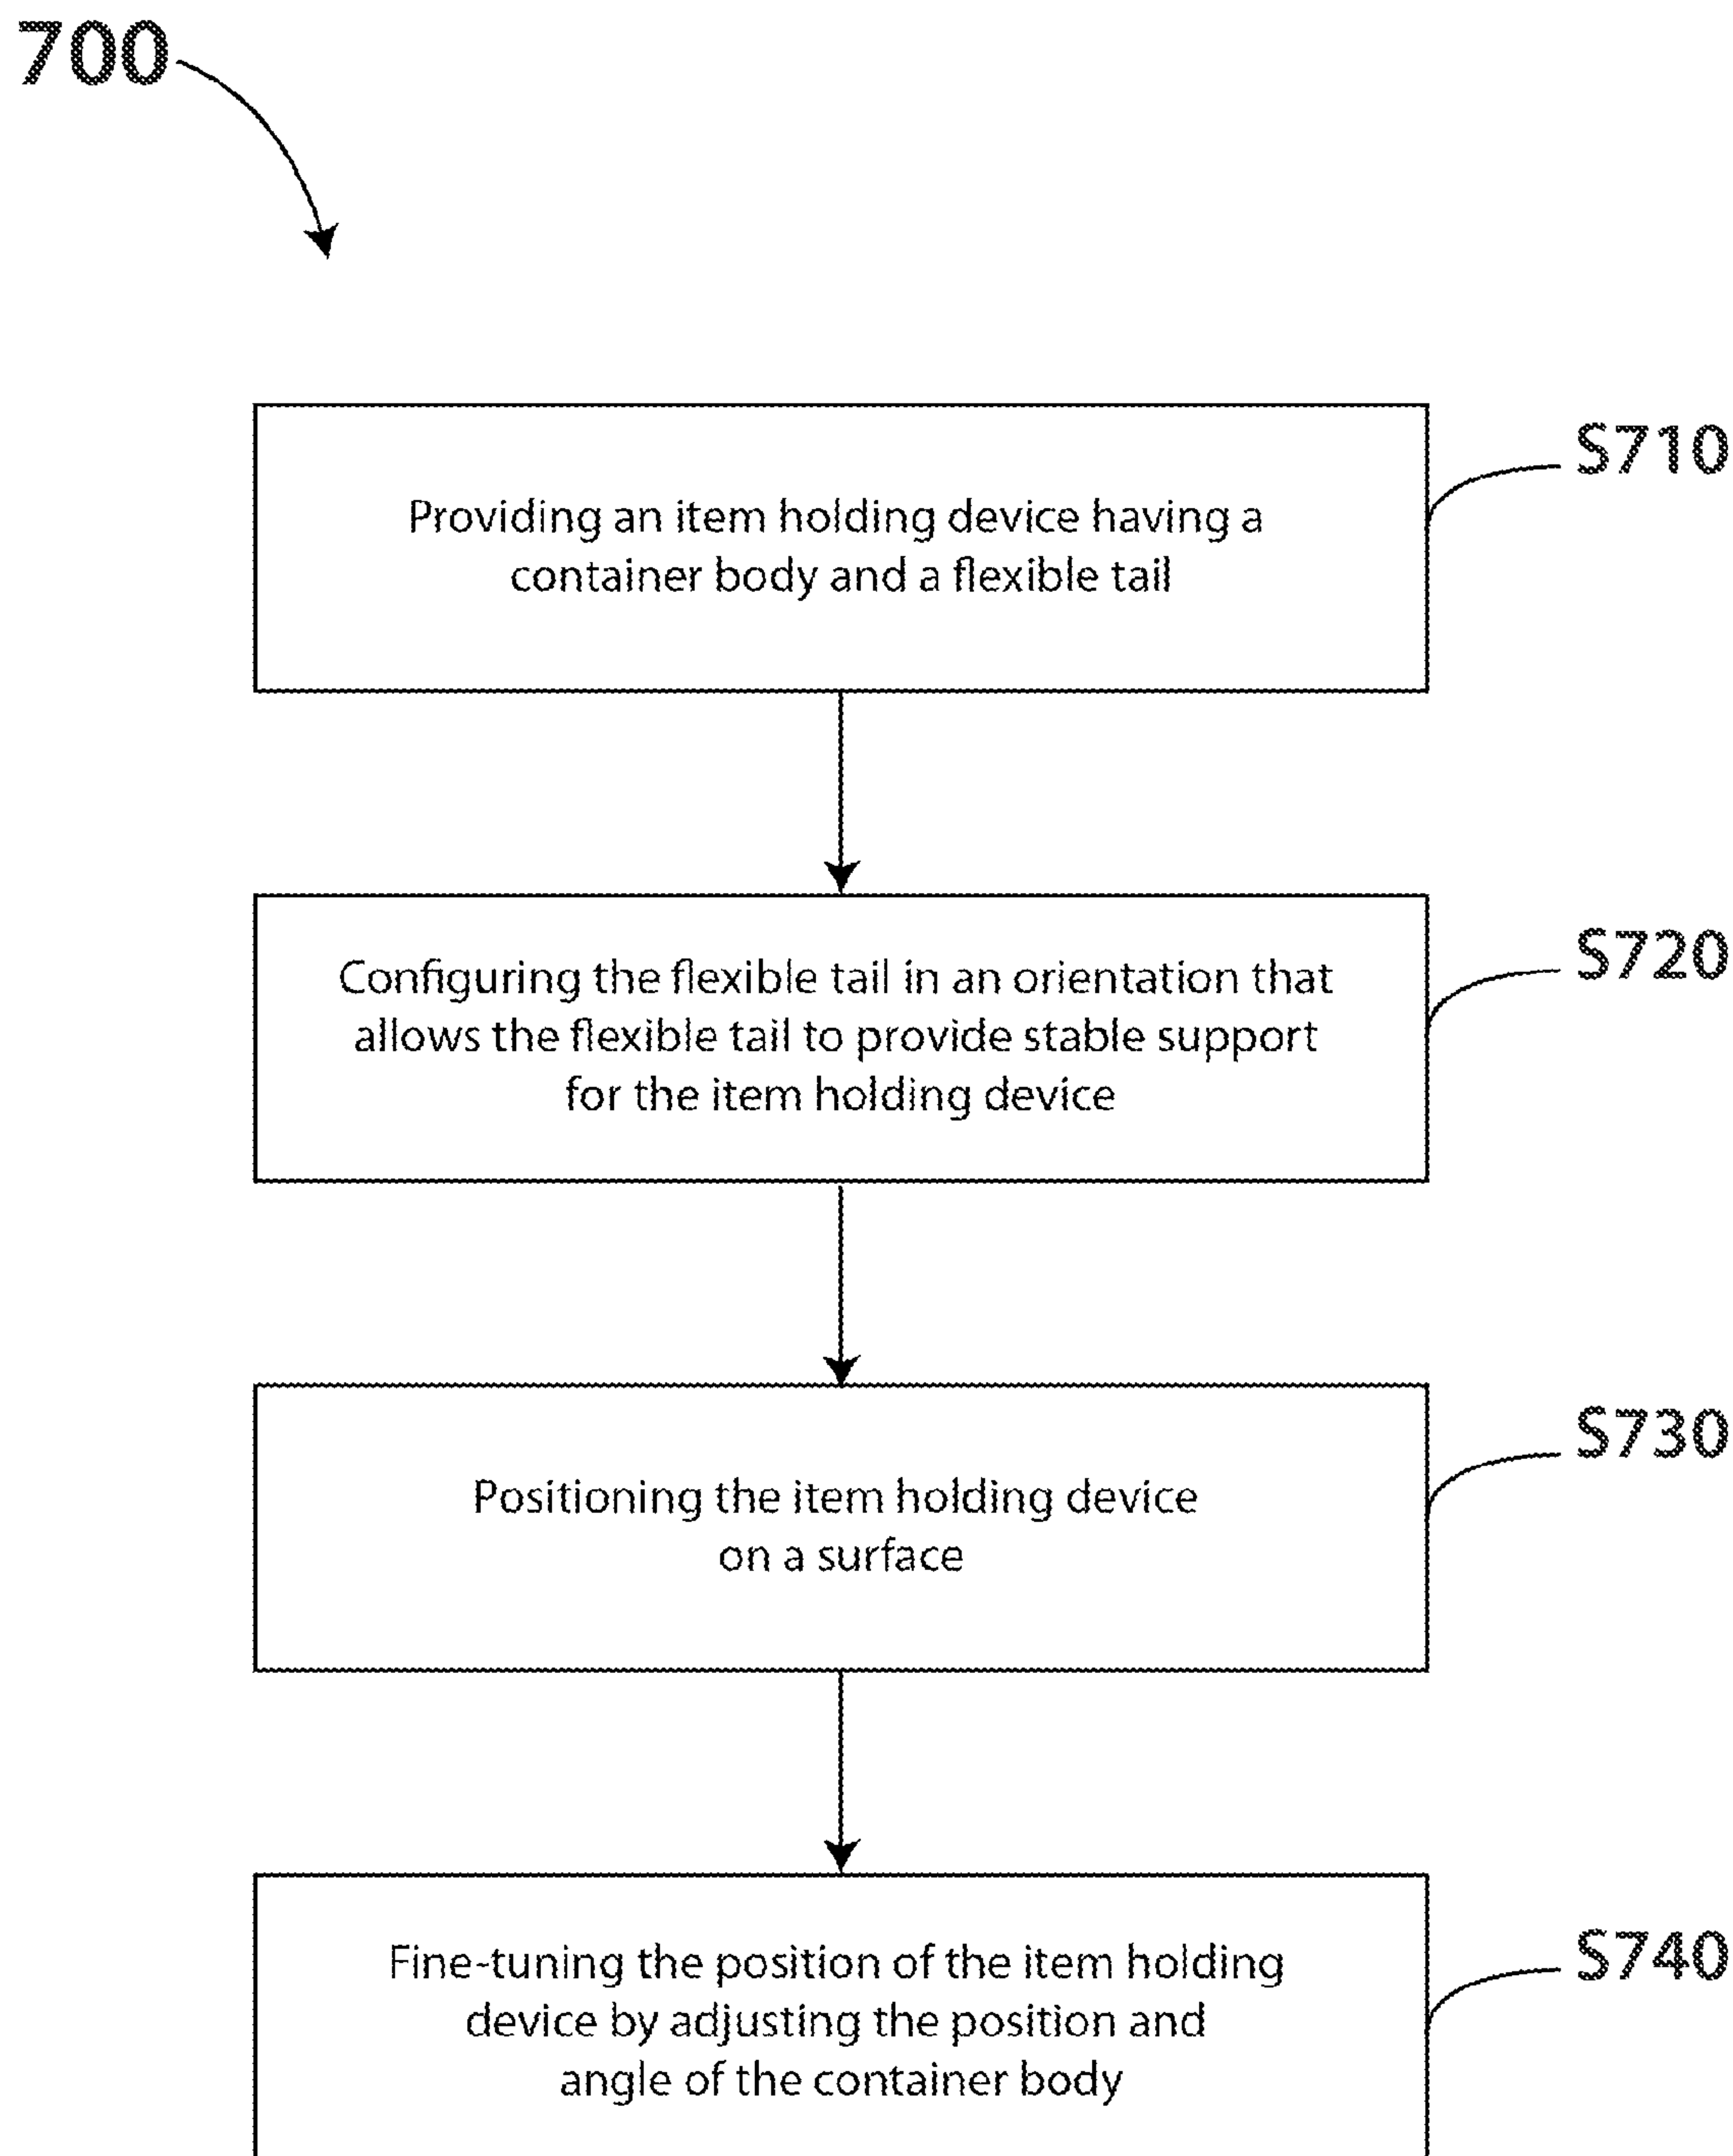 700
S710
Providing an item holding device having a
container body and a flexible tail
S720
Configuring the flexible tail in an orientation that
allows the flexible tail to provide stable support
for the item holding device
S730
Positioning the item holding device
on a surface
S740
Fine-tuning the position of the item holding
device by adjusting the position and
angle of the container body